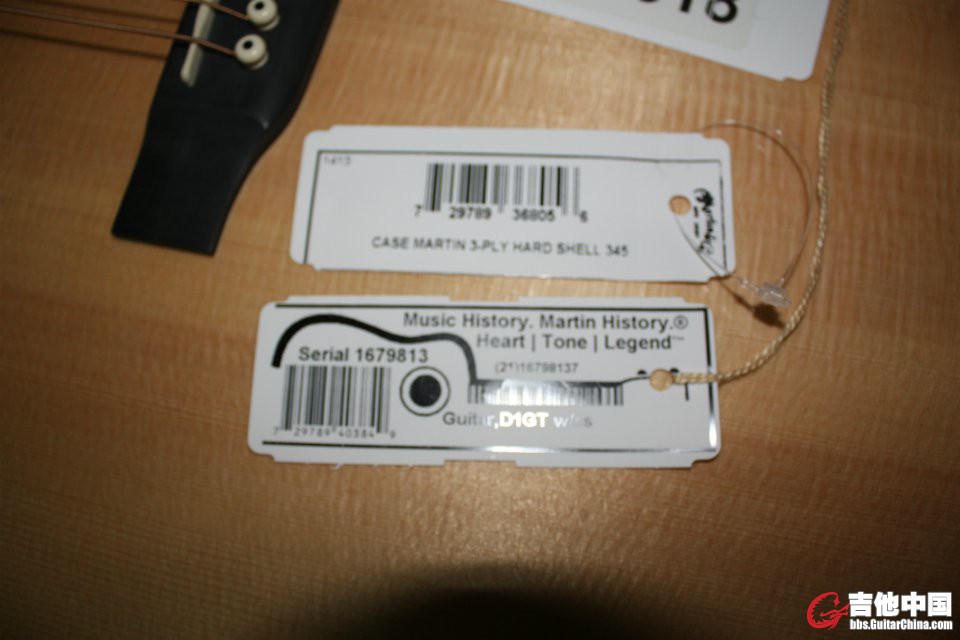 1413
7 29789 36805 6
CASE MARTIN 3-PLY HARD SHELL 345
Music History. Martin History.®
Heart | Tone | Legend™
Serial 1679813
(21)16798137
7 29789 40384 9
Guitar,D1GT w/
吉他中国
bbs.GuitarChina.com